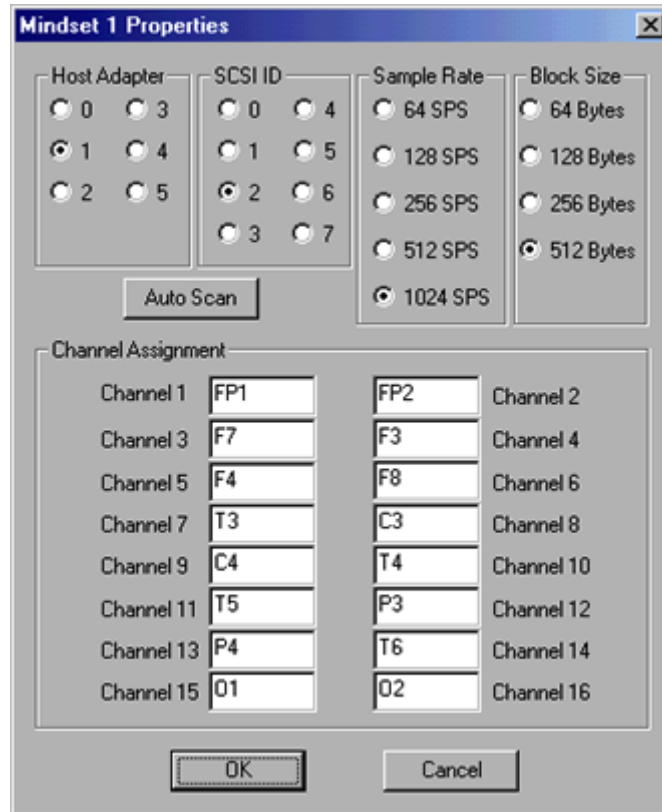 Mindset 1 Properties
Host Adapter
0 3
1 4
2 5
SCSI ID
0 4
1 5
2 6
3 7
Sample Rate
64 SPS
128 SPS
256 SPS
512 SPS
1024 SPS
Block Size
64 Bytes
128 Bytes
256 Bytes
512 Bytes
Auto Scan
Channel Assignment
Channel 1 FP1 FP2 Channel 2
Channel 3 F7 F3 Channel 4
Channel 5 F4 F8 Channel 6
Channel 7 T3 C3 Channel 8
Channel 9 C4 T4 Channel 10
Channel 11 T5 P3 Channel 12
Channel 13 P4 T6 Channel 14
Channel 15 O1 O2 Channel 16
OK Cancel